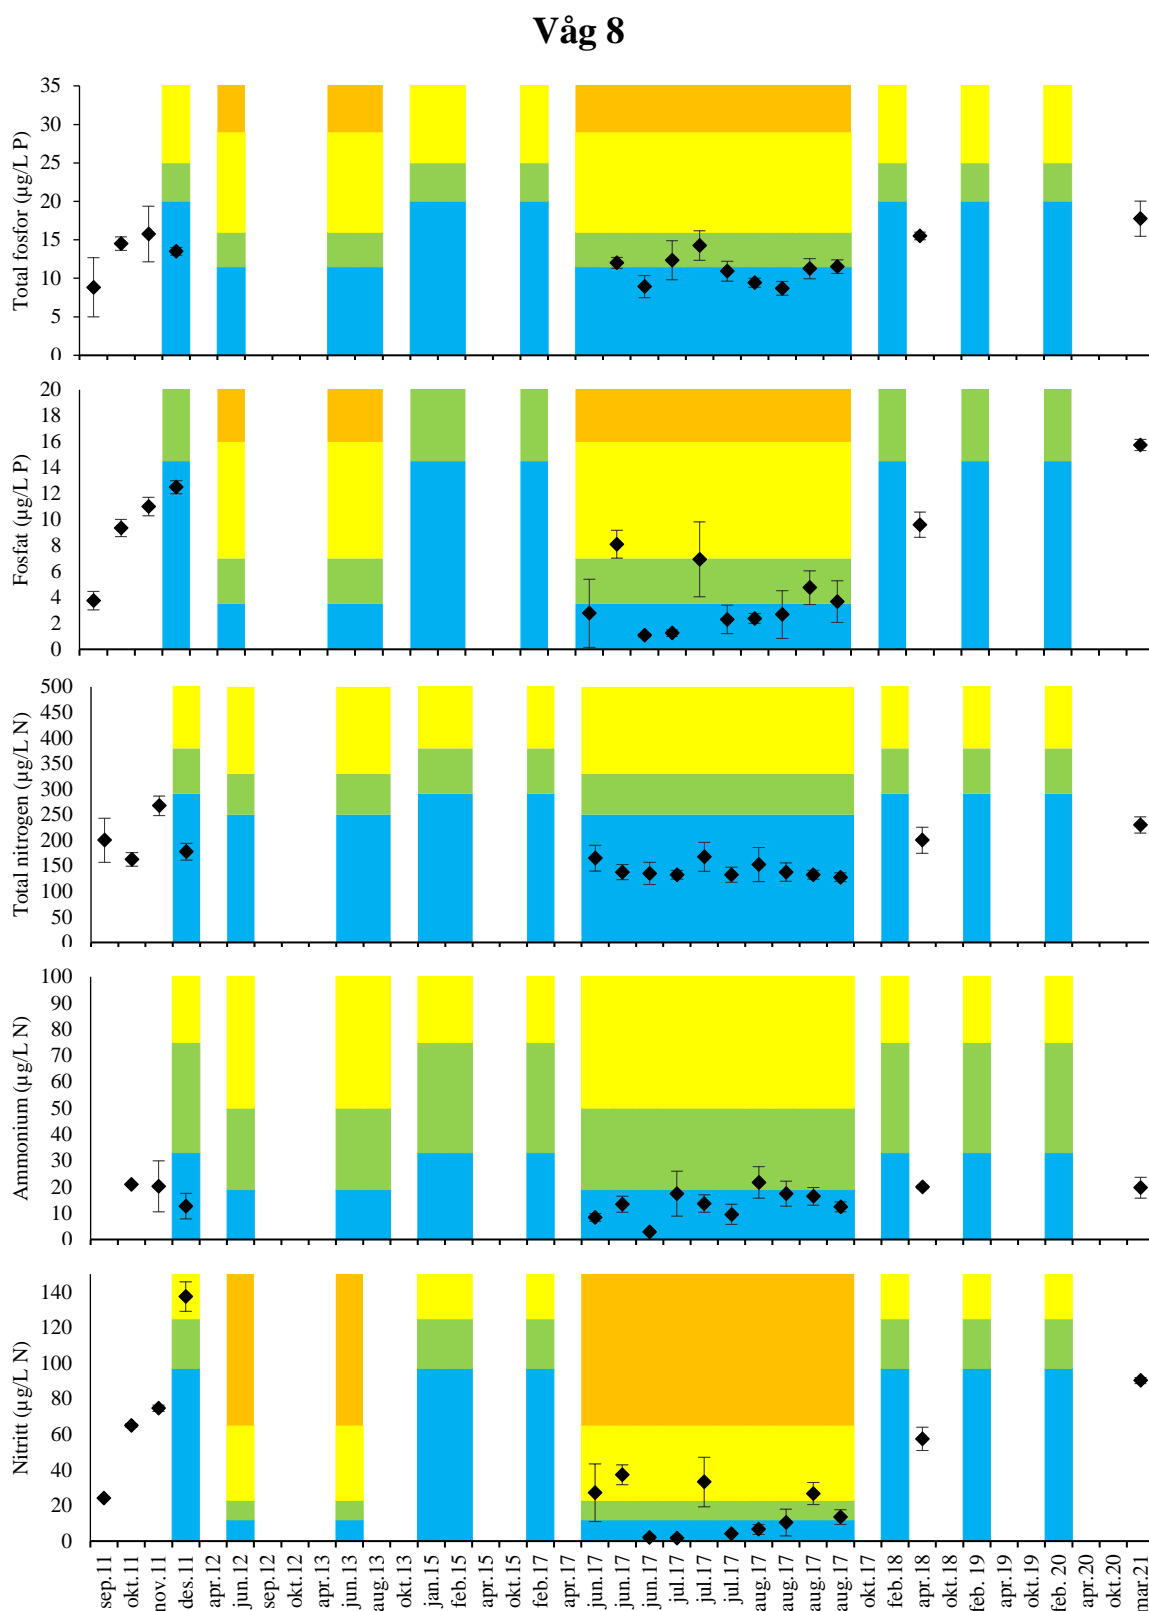 Våg 8
Total fosfor (µg/L P)
35
30
25
20
15
10
5
0
Fosfat (µg/L P)
20
18
16
14
12
10
8
6
4
2
0
Total nitrogen (µg/L N)
500
450
400
350
300
250
200
150
100
50
0
Ammonium (µg/L N)
100
90
80
70
60
50
40
30
20
10
0
Nitritt (µg/L N)
140
120
100
80
60
40
20
0
sep.11
okt.11
nov.11
des.11
apr.12
jun.12
sep.12
okt.12
apr.13
jun.13
aug.13
okt.13
jan.15
feb.15
apr.15
okt.15
feb.17
apr.17
jun.17
jun.17
jun.17
jul.17
jul.17
jul.17
aug.17
aug.17
aug.17
aug.17
okt.17
feb.18
apr.18
okt.18
feb. 19
apr.19
okt.19
feb. 20
apr.20
okt.20
mar.21